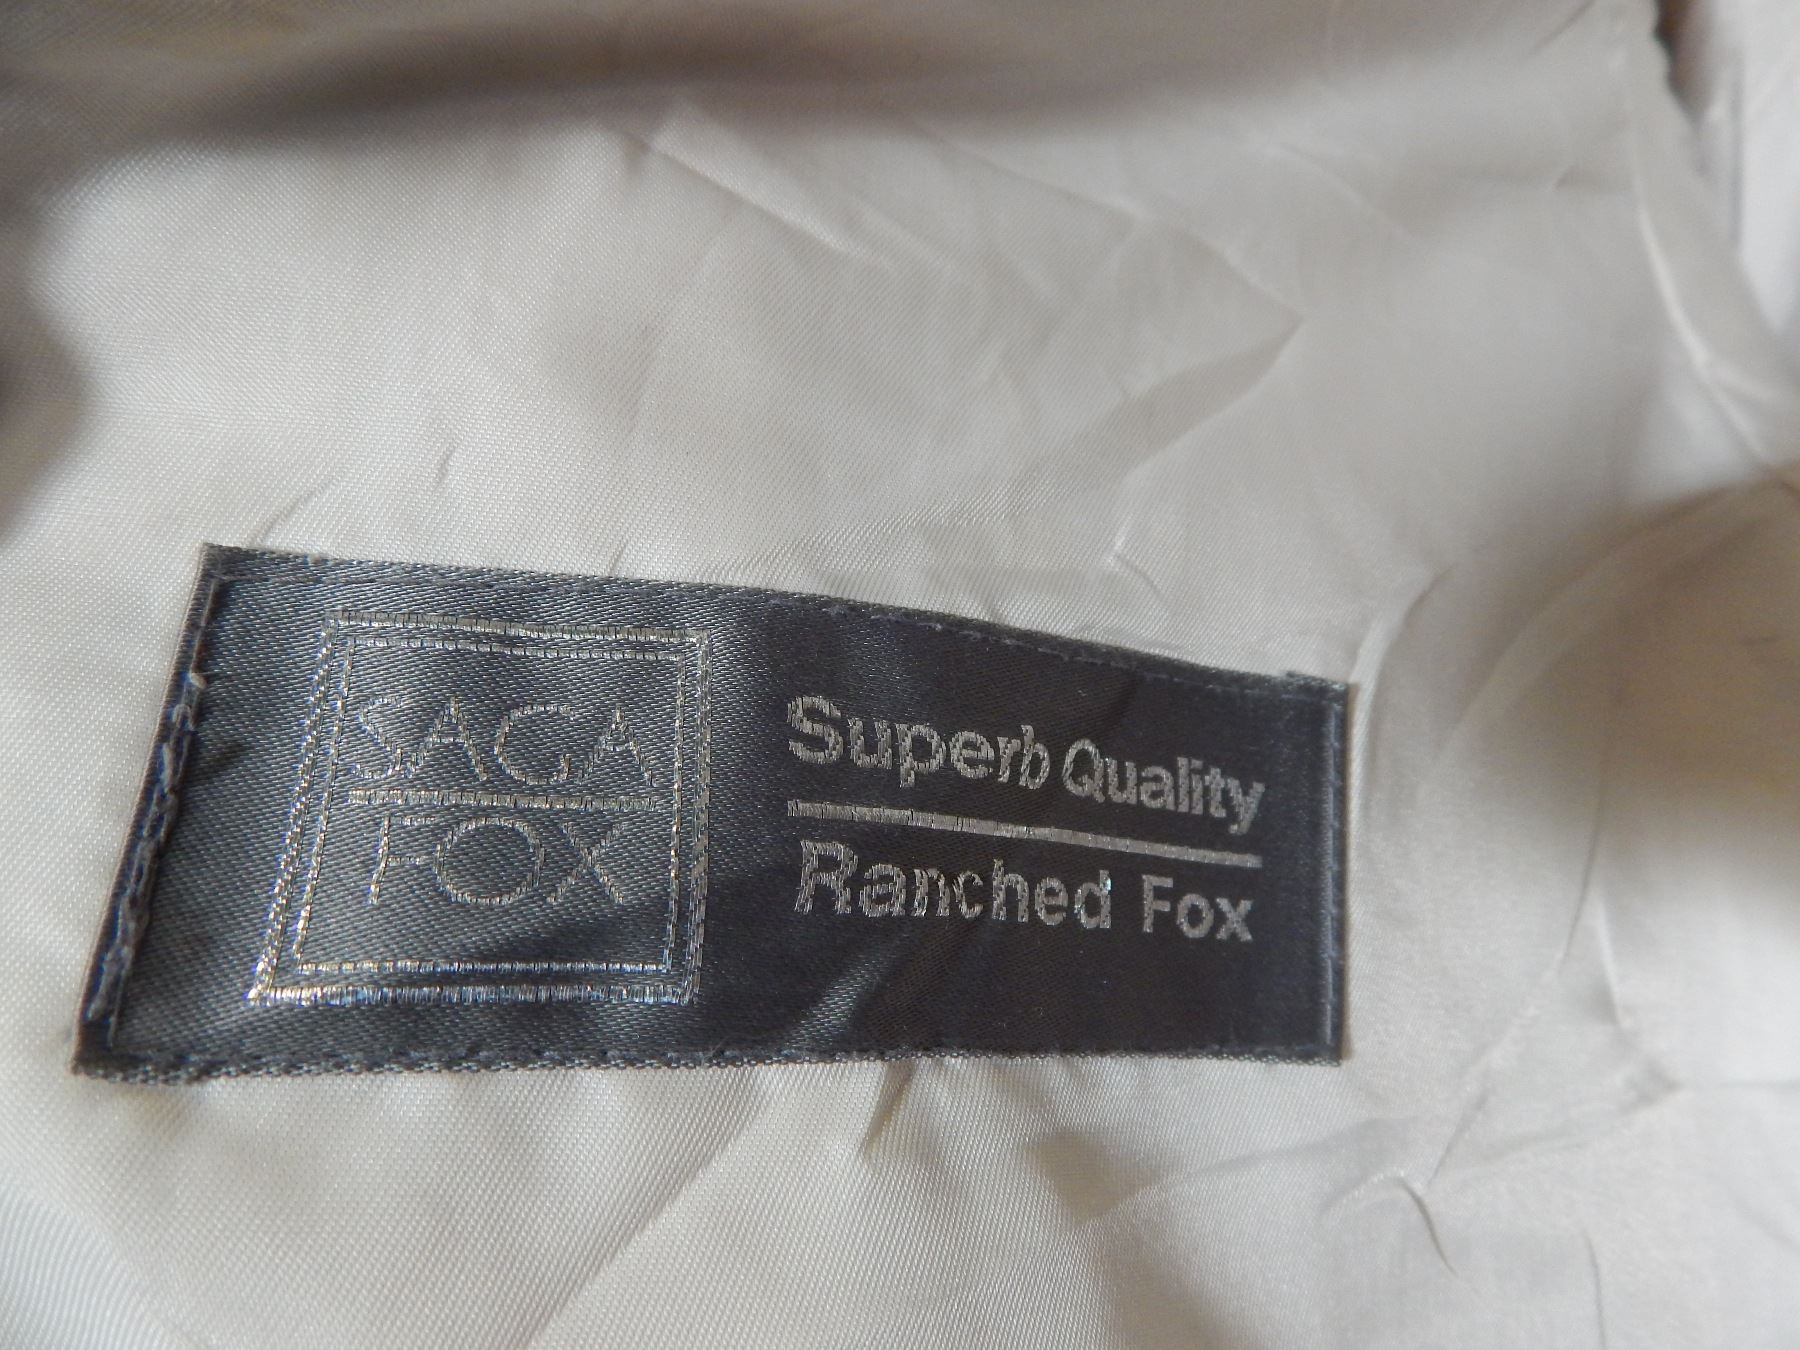 SAGA
FOX
Superb Quality
Ranched Fox